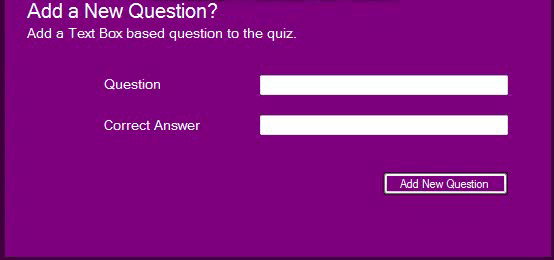 Add a New Question?
Add a Text Box based question to the quiz.
Question
Correct Answer
Add New Question